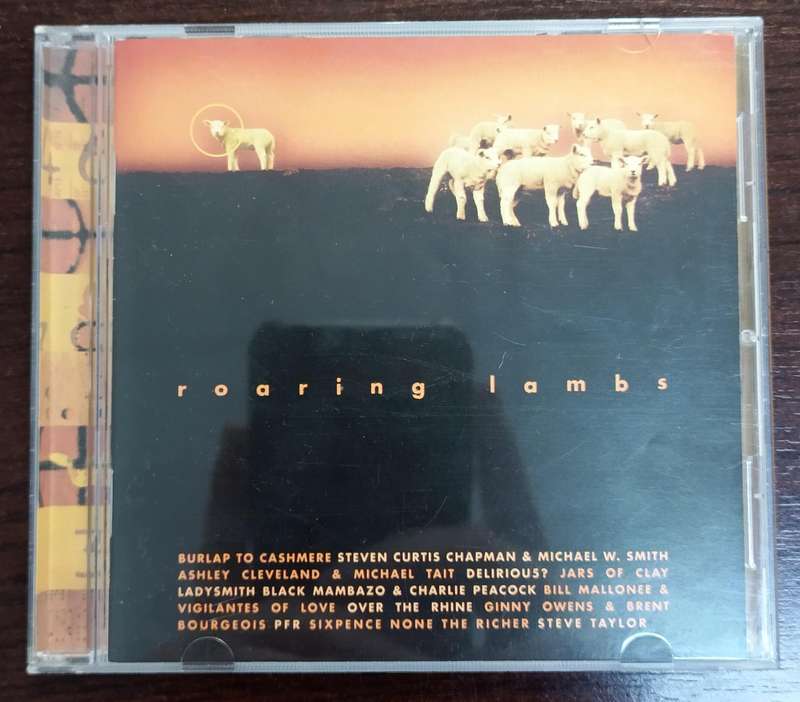 roaring lambs
BURLAP TO CASHMERE STEVEN CURTIS CHAPMAN & MICHAEL W. SMITH
ASHLEY CLEVELAND & MICHAEL TAIT DELIRIOU5? JARS OF CLAY
LADYSMITH BLACK MAMBAZO & CHARLIE PEACOCK BILL MALLONEE &
VIGILANTES OF LOVE OVER THE RHINE GINNY OWENS & BRENT
BOURGEOIS PFR SIXPENCE NONE THE RICHER STEVE TAYLOR